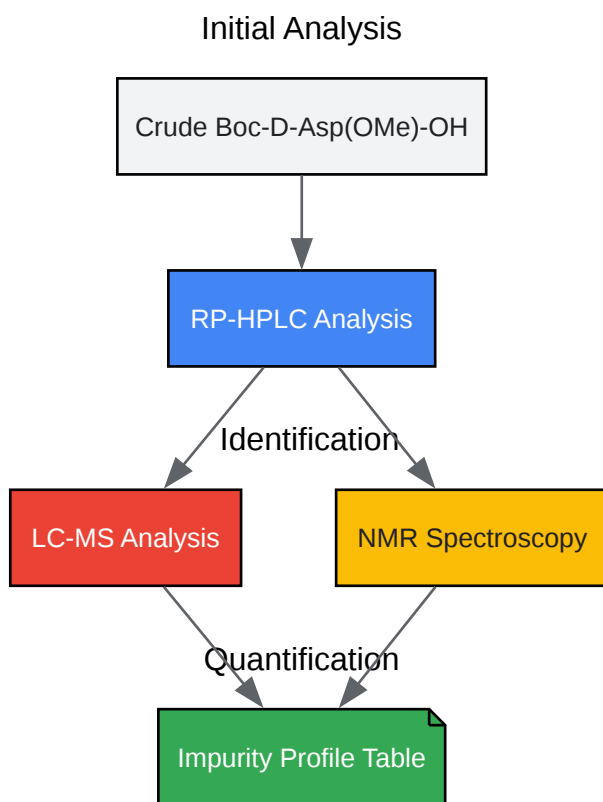 Initial Analysis
Crude Boc-D-Asp(OMe)-OH
RP-HPLC Analysis
Identification
LC-MS Analysis
NMR Spectroscopy
Quantification
Impurity Profile Table